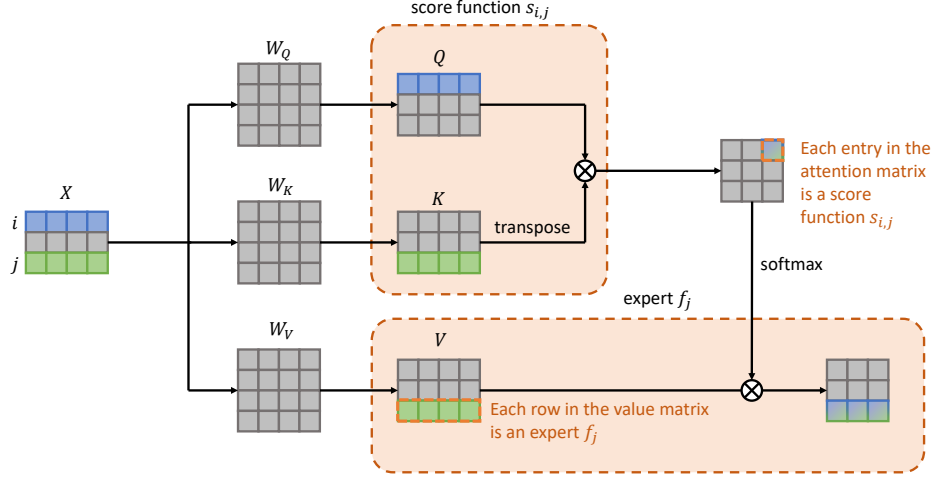 score function s_{i,j}
W_Q
Q
Each entry in the
attention matrix
is a score
function s_{i,j}
X
i
j
W_K
K
transpose
softmax
expert f_j
W_V
V
Each row in the value matrix
is an expert f_j